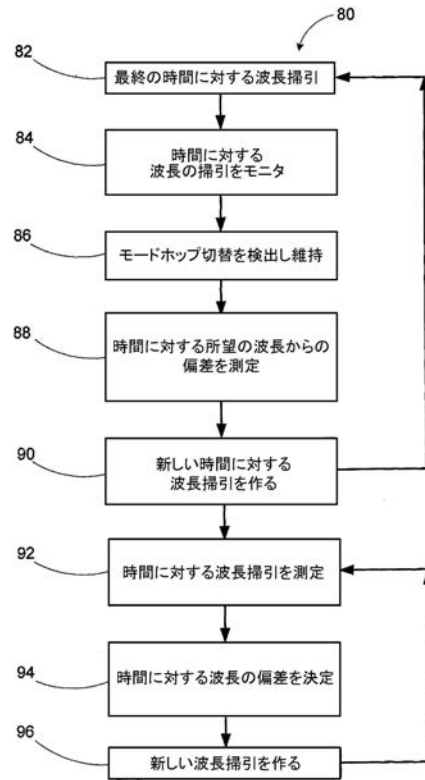 80
82
最終の時間に対する波長掃引
84
時間に対する
波長の掃引をモニタ
86
モードホップ切替を検出し維持
88
時間に対する所望の波長からの
偏差を測定
90
新しい時間に対する
波長掃引を作る
92
時間に対する波長掃引を測定
94
時間に対する波長の偏差を決定
96
新しい波長掃引を作る